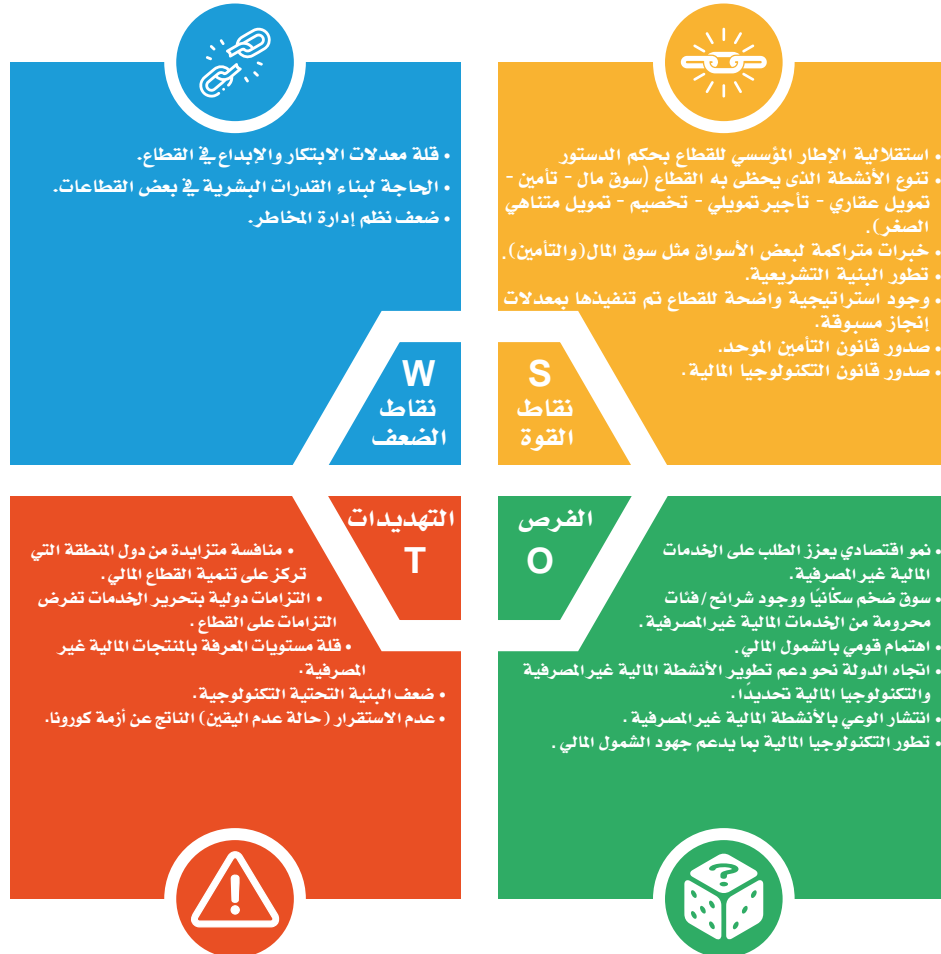 • استقلالية الإطار المؤسسي للقطاع بحكم الدستور
• تنوع الأنشطة الذى يحظى به القطاع (سوق مال - تأمين -
تمويل عقاري - تأجير تمويلي - تخصيم - تمويل متناهي
الصغر).
• خبرات متراكمة لبعض الأسواق مثل سوق المال (والتأمين).
• تطور البنية التشريعية.
• وجود استراتيجية واضحة للقطاع تم تنفيذها بمعدلات
إنجاز مسبوقة.
• صدور قانون التأمين الموحد.
• صدور قانون التكنولوجيا المالية.
S
نقاط
القوة
• قلة معدلات الابتكار والإبداع في القطاع.
• الحاجة لبناء القدرات البشرية في بعض القطاعات.
• ضعف نظم إدارة المخاطر.
W
نقاط
الضعف
الفرص
O
• نمو اقتصادي يعزز الطلب على الخدمات
المالية غير المصرفية.
• سوق ضخم سكّانيًا ووجود شرائح/فئات
محرومة من الخدمات المالية غير المصرفية.
• اهتمام قومي بالشمول المالي.
• اتجاه الدولة نحو دعم تطوير الأنشطة المالية غير المصرفية
والتكنولوجيا المالية تحديدًا.
• انتشار الوعي بالأنشطة المالية غير المصرفية.
• تطور التكنولوجيا المالية بما يدعم جهود الشمول المالي.
التهديدات
T
• منافسة متزايدة من دول المنطقة التي
تركز على تنمية القطاع المالي.
• التزامات دولية بتحرير الخدمات تفرض
التزامات على القطاع.
• قلة مستويات المعرفة بالمنتجات المالية غير
المصرفية.
• ضعف البنية التحتية التكنولوجية.
• عدم الاستقرار (حالة عدم اليقين) الناتج عن أزمة كورونا.
?
!